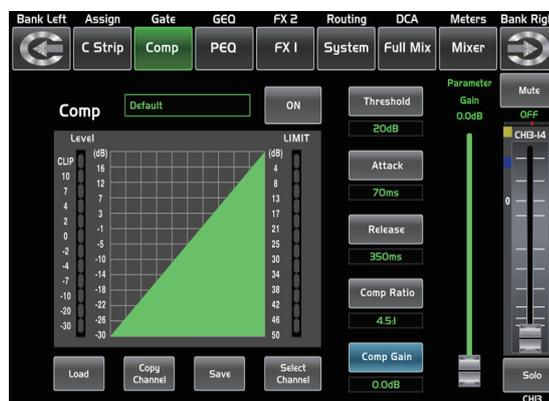 Bank Left Assign Gate GEQ FX 2 Routing DCA Meters Bank Righ
C Strip Comp PEQ FX 1 System Full Mix Mixer
Parameter
Gain
0.0dB
Mute
OFF
CH13-14
0
Solo
CH13
Comp Default ON
Level LIMIT
(dB) (dB)
CLIP 16 4
10 12 8
7 7 13
4 3 17
2 -1 21
0 -5 25
-2 -10 30
-4 -14 34
-7 -18 38
-10 -22 42
-20 -26 46
-30 -30 50
Threshold
20dB
Attack
70ms
Release
350ms
Comp Ratio
4.5:1
Comp Gain
0.0dB
Load
Copy
Channel
Save
Select
Channel